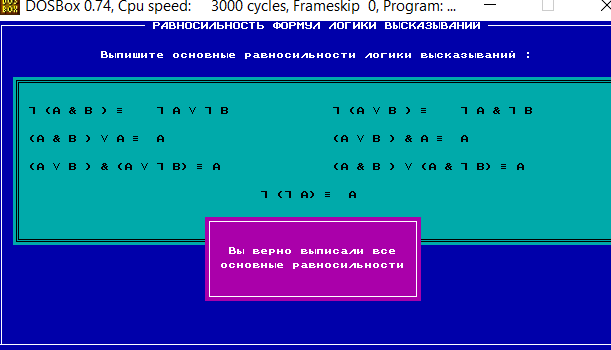 DOSBox 0.74, Cpu speed: 3000 cycles, Frameskip 0, Program: ...
РАВНОСИЛЬНОСТЬ ФОРМУЛ ЛОГИКИ ВЫСКАЗЫВАНИЙ
Выпишите основные равносильности логики высказываний :
⅂ (A & B ) ≡ ⅂ A ∨ ⅂ B ⅂ (A ∨ B ) ≡ ⅂ A & ⅂ B
(A & B ) ∨ A ≡ A (A ∨ B ) & A ≡ A
(A ∨ B ) & (A ∨ ⅂ B) ≡ A (A & B ) ∨ (A & ⅂ B) ≡ A
⅂ (⅂ A) ≡ A
Вы верно выписали все
основные равносильности